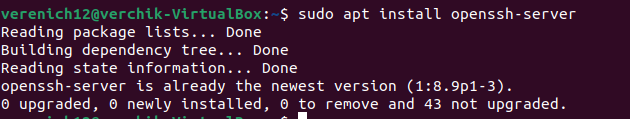 verenich12@verchik-VirtualBox:~$ sudo apt install openssh-server
Reading package lists... Done
Building dependency tree... Done
Reading state information... Done
openssh-server is already the newest version (1:8.9p1-3).
0 upgraded, 0 newly installed, 0 to remove and 43 not upgraded.